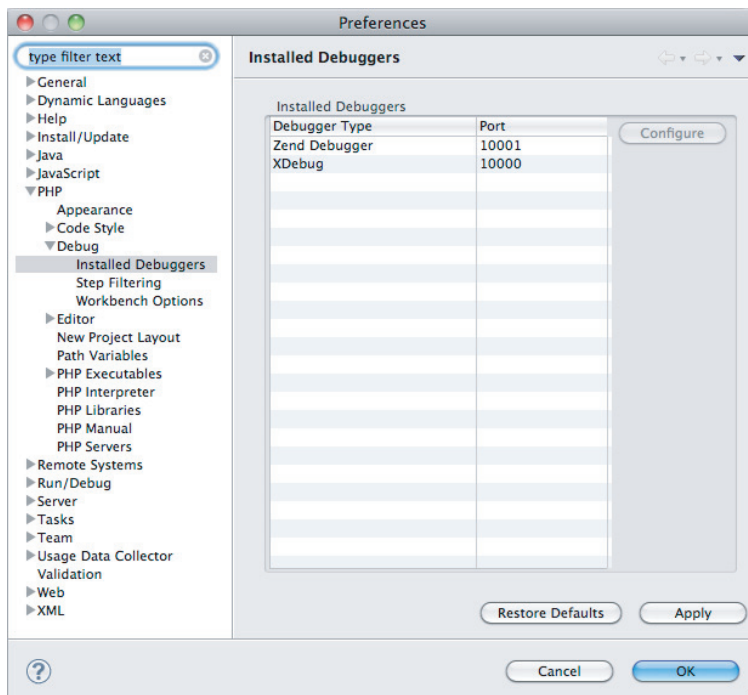 Preferences
type filter text
General
Dynamic Languages
Help
Install/Update
Java
JavaScript
PHP
Appearance
Code Style
Debug
Installed Debuggers
Step Filtering
Workbench Options
Editor
New Project Layout
Path Variables
PHP Executables
PHP Interpreter
PHP Libraries
PHP Manual
PHP Servers
Remote Systems
Run/Debug
Server
Tasks
Team
Usage Data Collector
Validation
Web
XML
Installed Debuggers
Installed Debuggers
Debugger Type Port
Zend Debugger 10001
XDebug 10000
Configure
Restore Defaults Apply
? Cancel OK